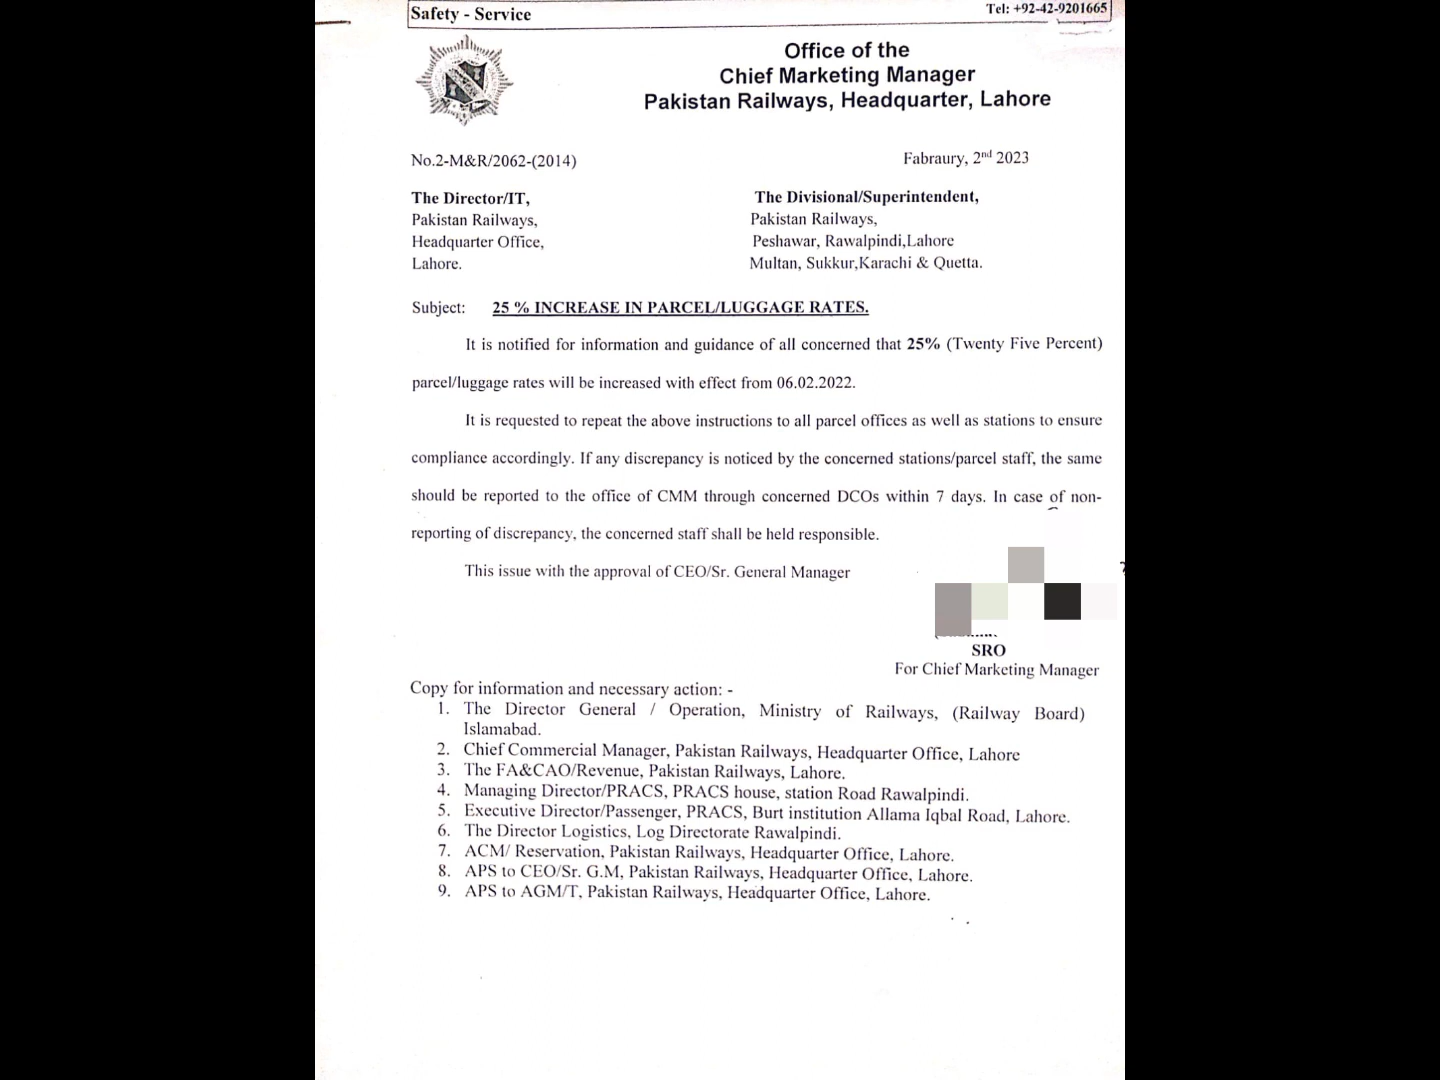 Safety - Service
Tel: +92-42-9201665
Office of the
Chief Marketing Manager
Pakistan Railways, Headquarter, Lahore
No.2-M&R/2062-(2014)
Fabraury, 2nd 2023
The Director/IT,
Pakistan Railways,
Headquarter Office,
Lahore.
The Divisional/Superintendent,
Pakistan Railways,
Peshawar, Rawalpindi,Lahore
Multan, Sukkur,Karachi & Quetta.
Subject: 25 % INCREASE IN PARCEL/LUGGAGE RATES.
It is notified for information and guidance of all concerned that 25% (Twenty Five Percent)
parcel/luggage rates will be increased with effect from 06.02.2022.
It is requested to repeat the above instructions to all parcel offices as well as stations to ensure
compliance accordingly. If any discrepancy is noticed by the concerned stations/parcel staff, the same
should be reported to the office of CMM through concerned DCOs within 7 days. In case of non-
reporting of discrepancy, the concerned staff shall be held responsible.
This issue with the approval of CEO/Sr. General Manager
SRO
For Chief Marketing Manager
Copy for information and necessary action: -
1. The Director General / Operation, Ministry of Railways, (Railway Board)
Islamabad.
2. Chief Commercial Manager, Pakistan Railways, Headquarter Office, Lahore
3. The FA&CAO/Revenue, Pakistan Railways, Lahore.
4. Managing Director/PRACS, PRACS house, station Road Rawalpindi.
5. Executive Director/Passenger, PRACS, Burt institution Allama Iqbal Road, Lahore.
6. The Director Logistics, Log Directorate Rawalpindi.
7. ACM/ Reservation, Pakistan Railways, Headquarter Office, Lahore.
8. APS to CEO/Sr. G.M, Pakistan Railways, Headquarter Office, Lahore.
9. APS to AGM/T, Pakistan Railways, Headquarter Office, Lahore.